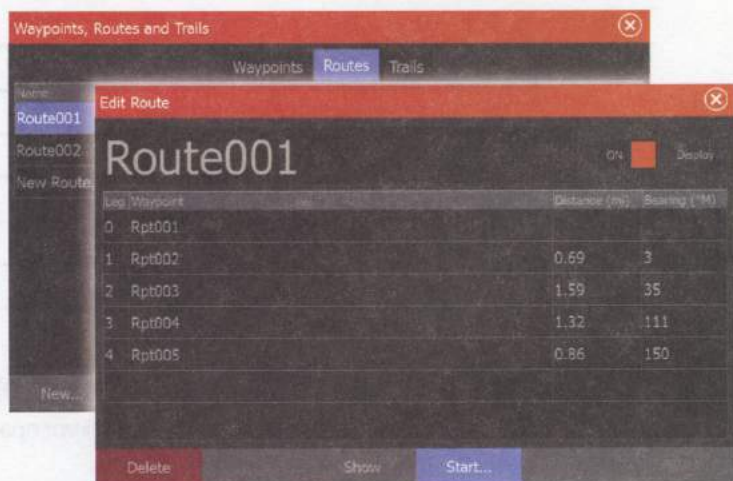 Waypoints, Routes and Trails
Waypoints Routes Trails
Name
Route001
Route002
New Route
New...
Edit Route
Route001
ON Display
Leg Waypoint Distance (mi) Bearing (°M)
0 Rpt001
1 Rpt002 0.69 3
2 Rpt003 1.59 35
3 Rpt004 1.32 111
4 Rpt005 0.86 150
Delete Show Start...